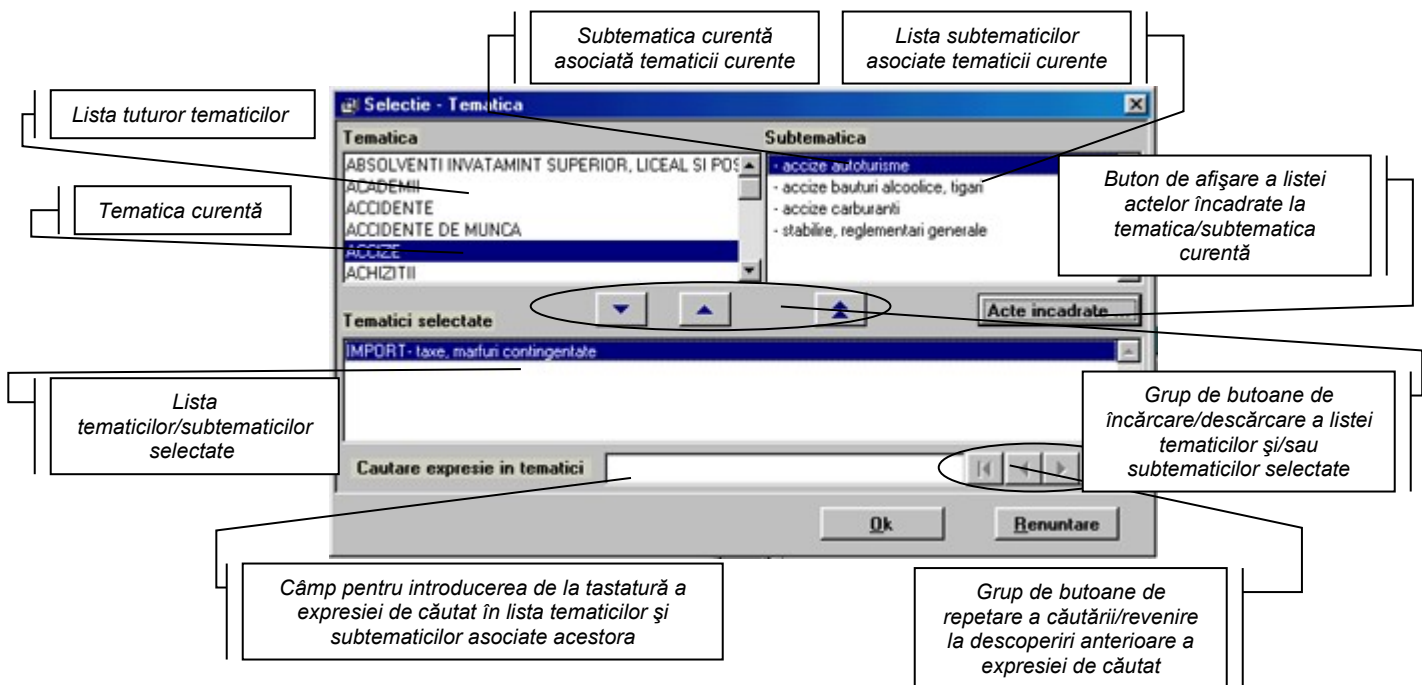 Subtematica curentă
asociată tematicii curente
Lista subtematicilor
asociate tematicii curente
Lista tuturor tematicilor
Tematica curentă
Selectie - Tematica
Tematica
Subtematica
ABSOLVENTI INVATAMINT SUPERIOR, LICEAL SI POS
ACADEMII
ACCIDENTE
ACCIDENTE DE MUNCA
ACCIZE
ACHIZITII
- accize autoturisme
- accize bauturi alcoolice, tigari
- accize carburanti
- stabilire, reglementari generale
Buton de afişare a listei
actelor încadrate la
tematica/subtematica
curentă
Tematici selectate
Acte incadrate ...
IMPORT- taxe, marfuri contingentate
Lista
tematicilor/subtematicilor
selectate
Grup de butoane de
încărcare/descărcare a listei
tematicilor şi/sau
subtematicilor selectate
Cautare expresie in tematici
Ok
Renuntare
Câmp pentru introducerea de la tastatură a
expresiei de căutat în lista tematicilor şi
subtematicilor asociate acestora
Grup de butoane de
repetare a căutării/revenire
la descoperiri anterioare a
expresiei de căutat